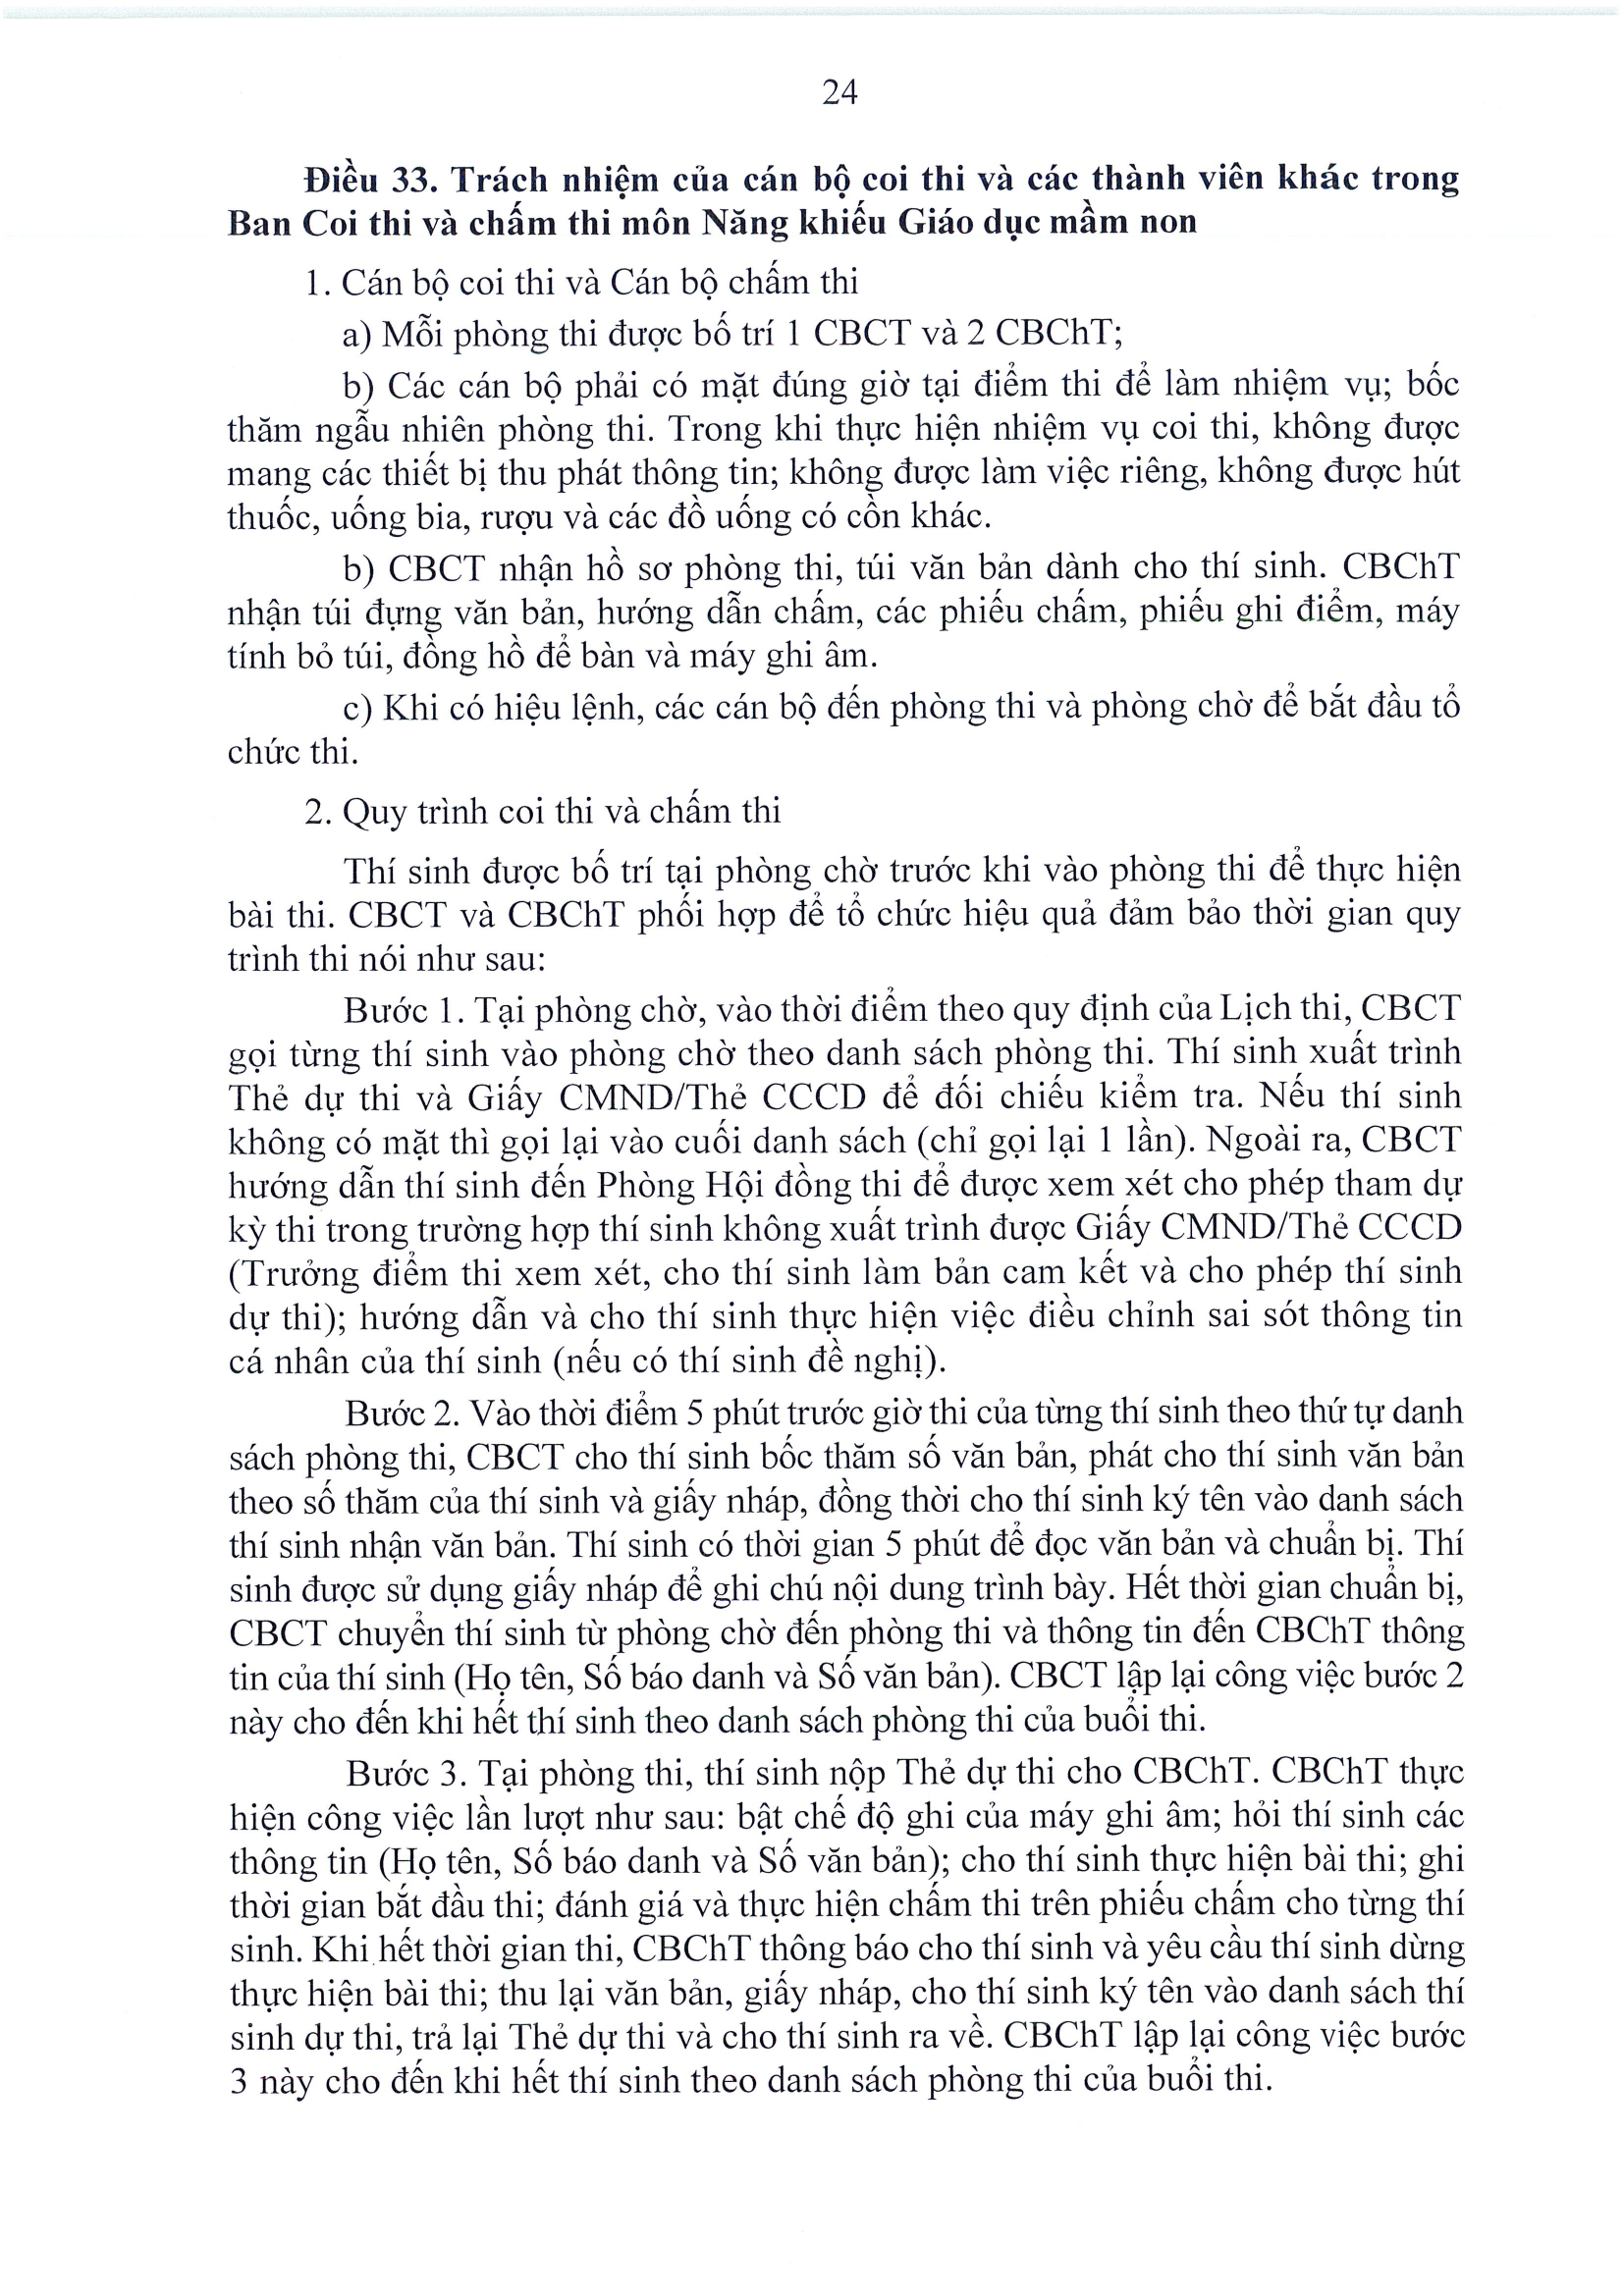 24
Điều 33. Trách nhiệm của cán bộ coi thi và các thành viên khác trong
Ban Coi thi và chấm thi môn Năng khiếu Giáo dục mầm non
1. Cán bộ coi thi và Cán bộ chấm thi
a) Mỗi phòng thi được bố trí 1 CBCT và 2 CBChT;
b) Các cán bộ phải có mặt đúng giờ tại điểm thi để làm nhiệm vụ; bốc
thăm ngẫu nhiên phòng thi. Trong khi thực hiện nhiệm vụ coi thi, không được
mang các thiết bị thu phát thông tin; không được làm việc riêng, không được hút
thuốc, uống bia, rượu và các đồ uống có cồn khác.
b) CBCT nhận hồ sơ phòng thi, túi văn bản dành cho thí sinh. CBChT
nhận túi đựng văn bản, hướng dẫn chấm, các phiếu chấm, phiếu ghi điểm, máy
tính bỏ túi, đồng hồ để bàn và máy ghi âm.
c) Khi có hiệu lệnh, các cán bộ đến phòng thi và phòng chờ để bắt đầu tổ
chức thi.
2. Quy trình coi thi và chấm thi
Thí sinh được bố trí tại phòng chờ trước khi vào phòng thi để thực hiện
bài thi. CBCT và CBChT phối hợp để tổ chức hiệu quả đảm bảo thời gian quy
trình thi nói như sau:
Bước 1. Tại phòng chờ, vào thời điểm theo quy định của Lịch thi, CBCT
gọi từng thí sinh vào phòng chờ theo danh sách phòng thi. Thí sinh xuất trình
Thẻ dự thi và Giấy CMND/Thẻ CCCD để đối chiếu kiểm tra. Nếu thí sinh
không có mặt thì gọi lại vào cuối danh sách (chỉ gọi lại 1 lần). Ngoài ra, CBCT
hướng dẫn thí sinh đến Phòng Hội đồng thi để được xem xét cho phép tham dự
kỳ thi trong trường hợp thí sinh không xuất trình được Giấy CMND/Thẻ CCCD
(Trưởng điểm thi xem xét, cho thí sinh làm bản cam kết và cho phép thí sinh
dự thi); hướng dẫn và cho thí sinh thực hiện việc điều chỉnh sai sót thông tin
cá nhân của thí sinh (nếu có thí sinh đề nghị).
Bước 2. Vào thời điểm 5 phút trước giờ thi của từng thí sinh theo thứ tự danh
sách phòng thi, CBCT cho thí sinh bốc thăm số văn bản, phát cho thí sinh văn bản
theo số thăm của thí sinh và giấy nháp, đồng thời cho thí sinh ký tên vào danh sách
thí sinh nhận văn bản. Thí sinh có thời gian 5 phút để đọc văn bản và chuẩn bị. Thí
sinh được sử dụng giấy nháp để ghi chú nội dung trình bày. Hết thời gian chuẩn bị,
CBCT chuyển thí sinh từ phòng chờ đến phòng thi và thông tin đến CBChT thông
tin của thí sinh (Họ tên, Số báo danh và Số văn bản). CBCT lập lại công việc bước 2
này cho đến khi hết thí sinh theo danh sách phòng thi của buổi thi.
Bước 3. Tại phòng thi, thí sinh nộp Thẻ dự thi cho CBChT. CBChT thực
hiện công việc lần lượt như sau: bật chế độ ghi của máy ghi âm; hỏi thí sinh các
thông tin (Họ tên, Số báo danh và Số văn bản); cho thí sinh thực hiện bài thi; ghi
thời gian bắt đầu thi; đánh giá và thực hiện chấm thi trên phiếu chấm cho từng thí
sinh. Khi hết thời gian thi, CBChT thông báo cho thí sinh và yêu cầu thí sinh dừng
thực hiện bài thi; thu lại văn bản, giấy nháp, cho thí sinh ký tên vào danh sách thí
sinh dự thi, trả lại Thẻ dự thi và cho thí sinh ra về. CBChT lập lại công việc bước
3 này cho đến khi hết thí sinh theo danh sách phòng thi của buổi thi.